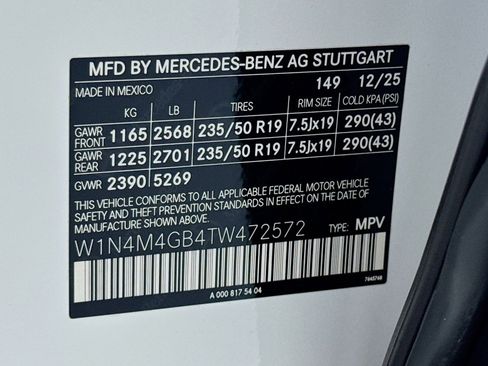 MFD BY MERCEDES-BENZ AG STUTTGART
MADE IN MEXICO 149 12/25
KG LB TIRES RIM SIZE COLD KPA(PSI)
GAWR FRONT 1165 2568 235/50 R19 7.5Jx19 290(43)
GAWR REAR 1225 2701 235/50 R19 7.5Jx19 290(43)
GVWR 2390 5269
THIS VEHICLE CONFORMS TO ALL APPLICABLE FEDERAL MOTOR VEHICLE
SAFETY AND THEFT PREVENTION STANDARDS IN EFFECT ON THE DATE OF
MANUFACTURE SHOWN ABOVE.
W1N4M4GB4TW472572 TYPE: MPV
A 000 817 54 04 7645768